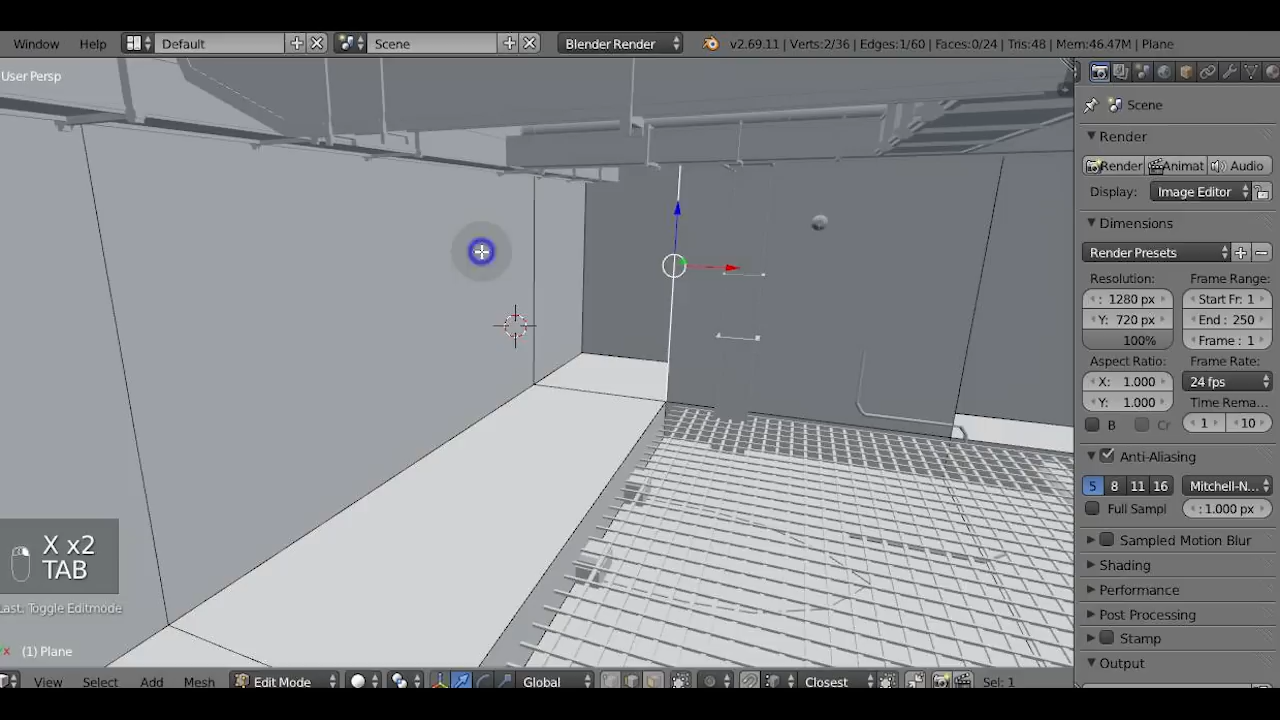 Window Help Default Scene Blender Render v2.69.11 | Verts:2/36 | Edges:1/60 | Faces:0/24 | Tris:48 | Mem:46.47M | Plane
User Persp
Scene
Render
Render Animat Audio
Display: Image Editor
Dimensions
Render Presets
Resolution: Frame Range:
: 1280 px Start Fr: 1
Y: 720 px End : 250
100% Frame : 1
Aspect Ratio: Frame Rate:
X: 1.000 24 fps
Y: 1.000 Time Rema...
B Cr 1 10
Anti-Aliasing
5 8 11 16 Mitchell-N...
Full Sampl : 1.000 px
Sampled Motion Blur
Shading
Performance
Post Processing
Stamp
Output
X x2
TAB
Last: Toggle Editmode
(1) Plane
View Select Add Mesh Edit Mode Global Closest Sel: 1